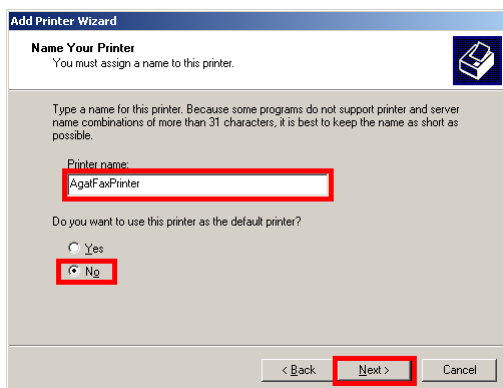 Add Printer Wizard
Name Your Printer
You must assign a name to this printer.
Type a name for this printer. Because some programs do not support printer and server
name combinations of more than 31 characters, it is best to keep the name as short as
possible.
Printer name:
AgatFaxPrinter
Do you want to use this printer as the default printer?
Yes
No
< Back
Next >
Cancel